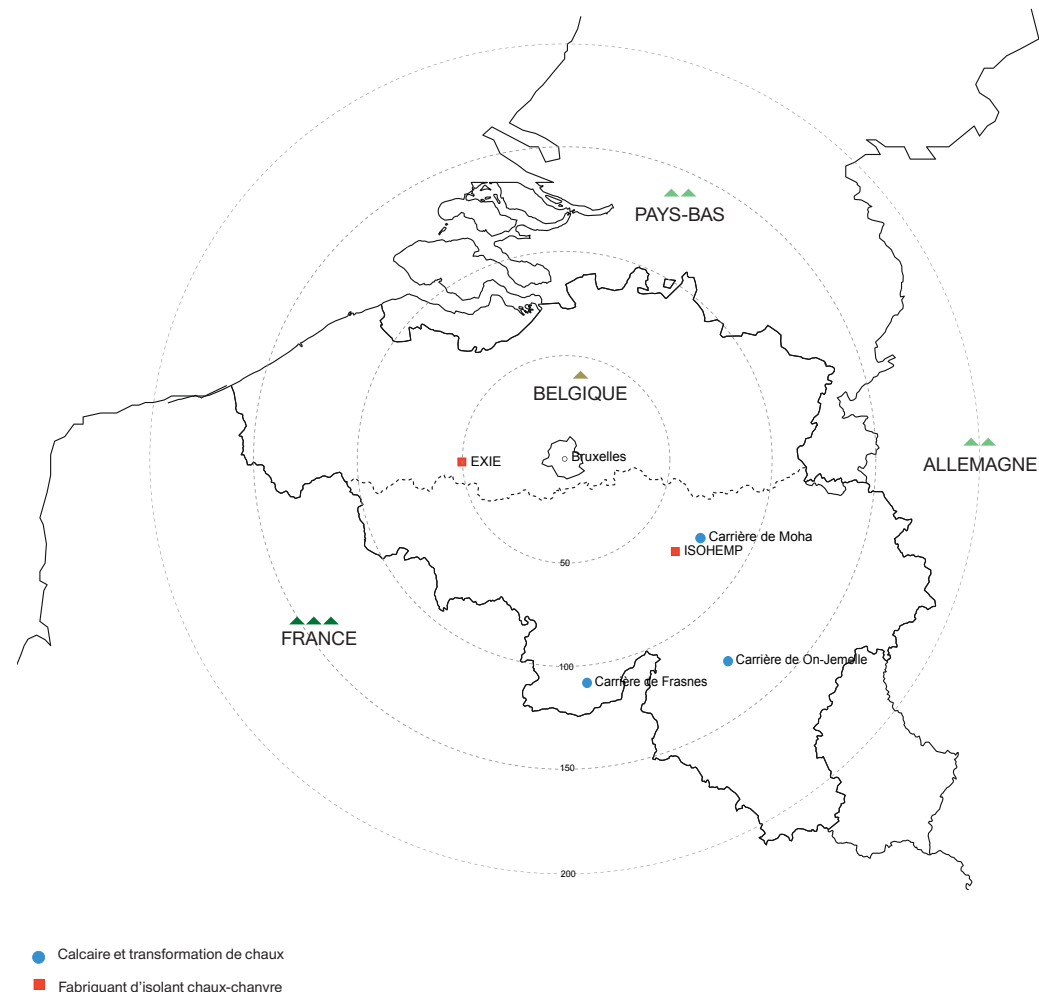 PAYS-BAS
BELGIQUE
Bruxelles
EXIE
ALLEMAGNE
Carrière de Moha
ISOHEMP
50
FRANCE
100
Carrière de On-Jemelle
Carrière de Frasnes
150
200
Calcaire et transformation de chaux
Fabriquant d'isolant chaux-chanvre